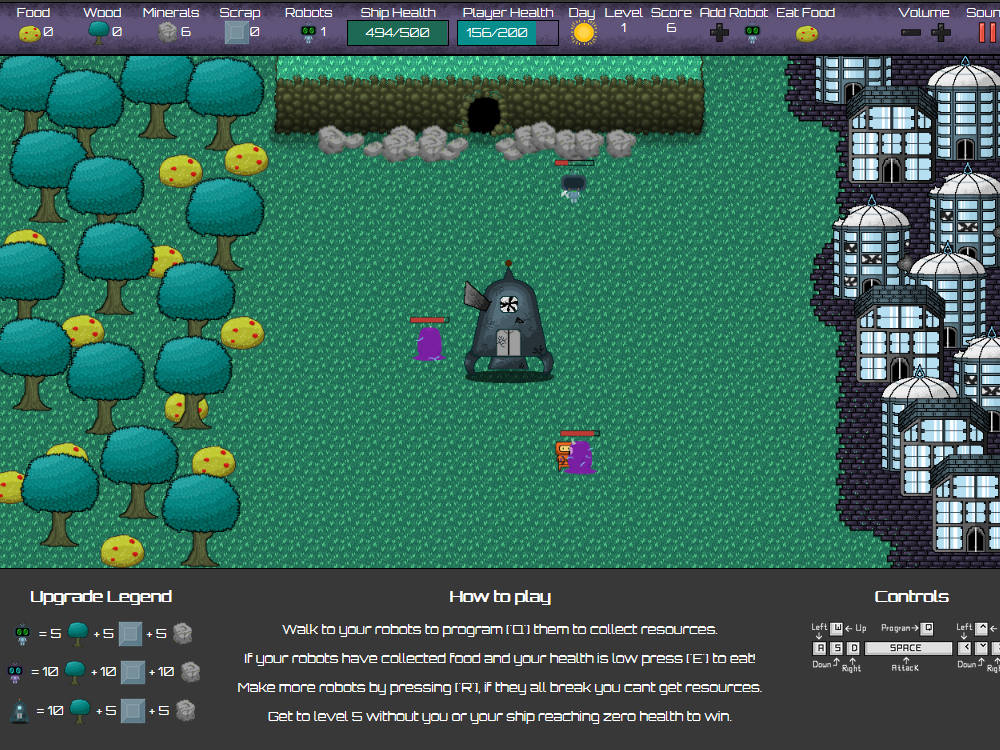 Food Wood Minerals Scrap Robots Ship Health Player Health Day Level Score Add Robot Eat Food Volume Soun
0 0 6 0 1 494/500 156/200 1 6
Upgrade Legend
= 5 + 5 + 5
= 10 + 10 + 10
= 10 + 5 + 5
How to play
Walk to your robots to program ['Q'] them to collect resources.
If your robots have collected food and your health is low press ['E'] to eat!
Make more robots by pressing ['R'], if they all break you cant get resources.
Get to level 5 without you or your ship reaching zero health to win.
Controls
Left W Up Program Q Left ^
A S D SPACE
Down Right Attack Down Righ